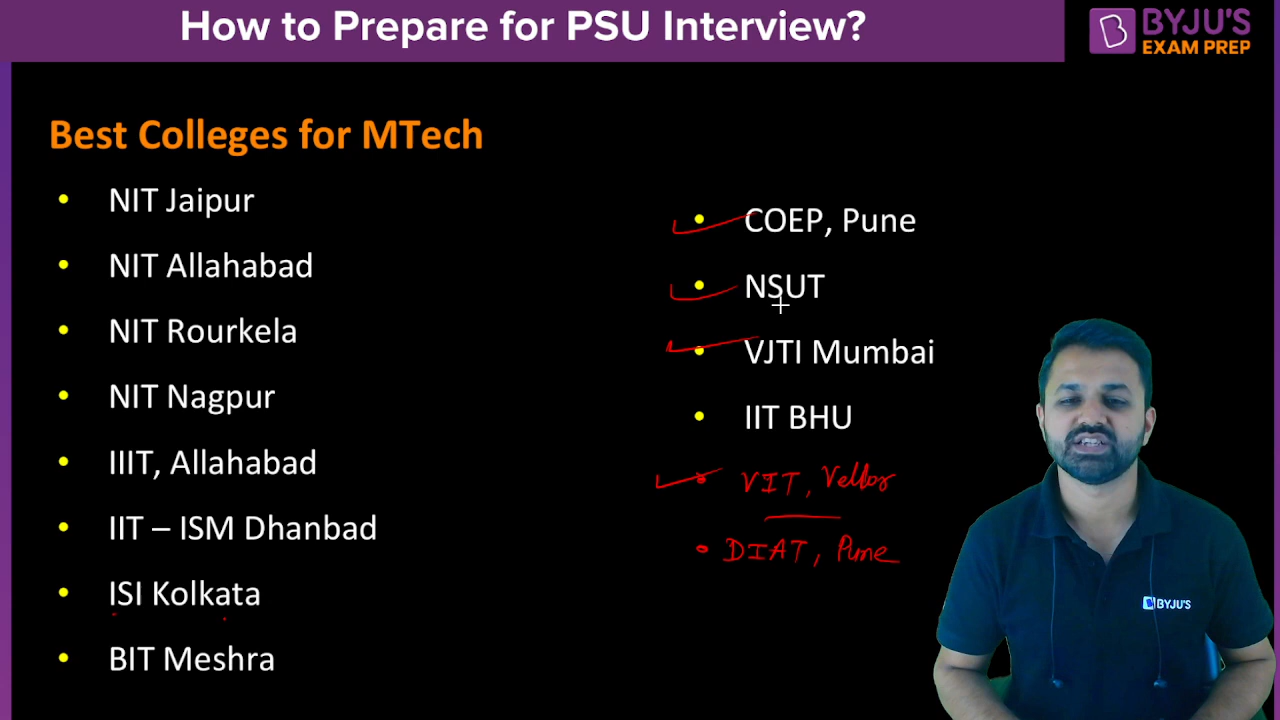 How to Prepare for PSU Interview?
BYJU'S
EXAM PREP
Best Colleges for MTech
• NIT Jaipur
• NIT Allahabad
• NIT Rourkela
• NIT Nagpur
• IIIT, Allahabad
• IIT – ISM Dhanbad
• ISI Kolkata
• BIT Meshra
• COEP, Pune
• NSUT
• VJTI Mumbai
• IIT BHU
• VIT, Vellor
• DIAT, Pune
BYJU'S